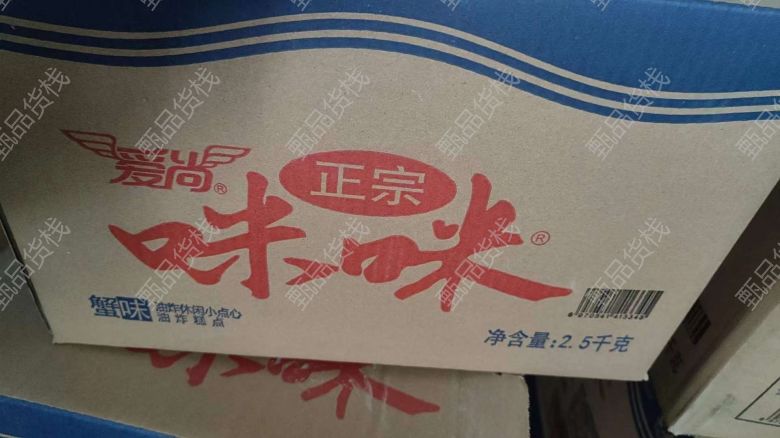 爱尚®
正宗
味咪®
蟹味
油炸休闲小点心
油炸糕点
净含量:2.5千克
甄品货栈